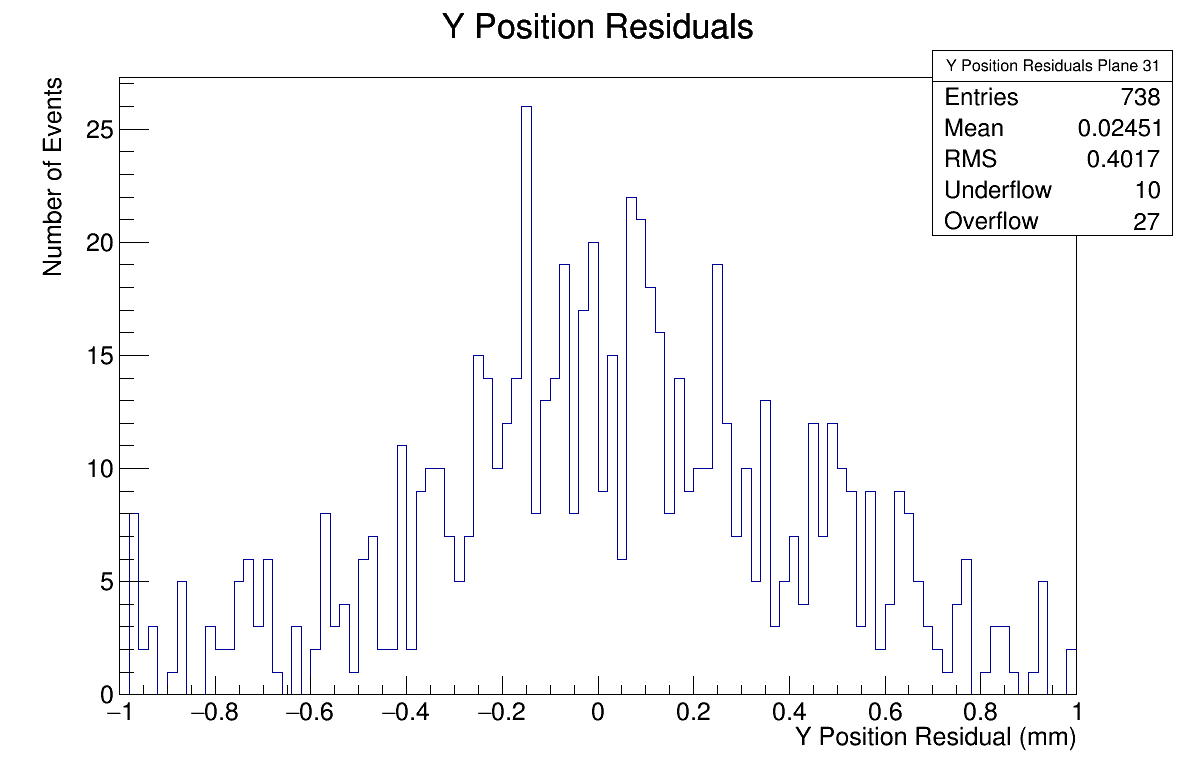 Y Position Residuals
Y Position Residuals Plane 31
Entries 738
Mean 0.02451
RMS 0.4017
Underflow 10
Overflow 27
Number of Events
25
20
15
10
5
0
−1 −0.8 −0.6 −0.4 −0.2 0 0.2 0.4 0.6 0.8 1
Y Position Residual (mm)